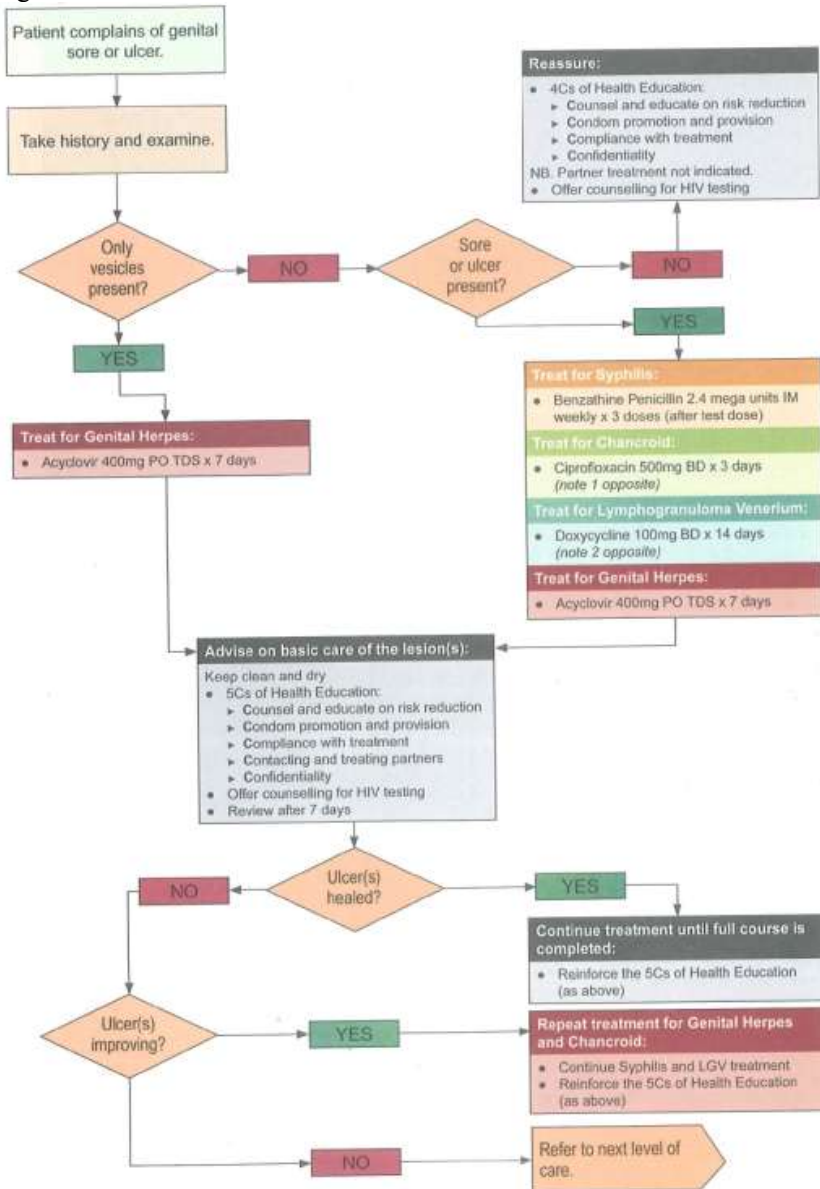 Patient complains of genital
sore or ulcer.
Take history and examine.
Only
vesicles
present?
NO
Sore
or ulcer
present?
NO
Reassure:
• 4Cs of Health Education:
▸ Counsel and educate on risk reduction
▸ Condom promotion and provision
▸ Compliance with treatment
▸ Confidentiality
NB. Partner treatment not indicated.
• Offer counselling for HIV testing
YES
YES
Treat for Genital Herpes:
• Acyclovir 400mg PO TDS x 7 days
Treat for Syphilis:
• Benzathine Penicillin 2.4 mega units IM
weekly x 3 doses (after test dose)
Treat for Chancroid:
• Ciprofloxacin 500mg BD x 3 days
(note 1 opposite)
Treat for Lymphogranuloma Venerium:
• Doxycycline 100mg BD x 14 days
(note 2 opposite)
Treat for Genital Herpes:
• Acyclovir 400mg PO TDS x 7 days
Advise on basic care of the lesion(s):
Keep clean and dry
• 5Cs of Health Education:
▸ Counsel and educate on risk reduction
▸ Condom promotion and provision
▸ Compliance with treatment
▸ Contacting and treating partners
▸ Confidentiality
• Offer counselling for HIV testing
• Review after 7 days
Ulcer(s)
healed?
NO
YES
Continue treatment until full course is
completed:
• Reinforce the 5Cs of Health Education
(as above)
Ulcer(s)
improving?
YES
Repeat treatment for Genital Herpes
and Chancroid:
• Continue Syphilis and LGV treatment
• Reinforce the 5Cs of Health Education
(as above)
NO
Refer to next level of
care.